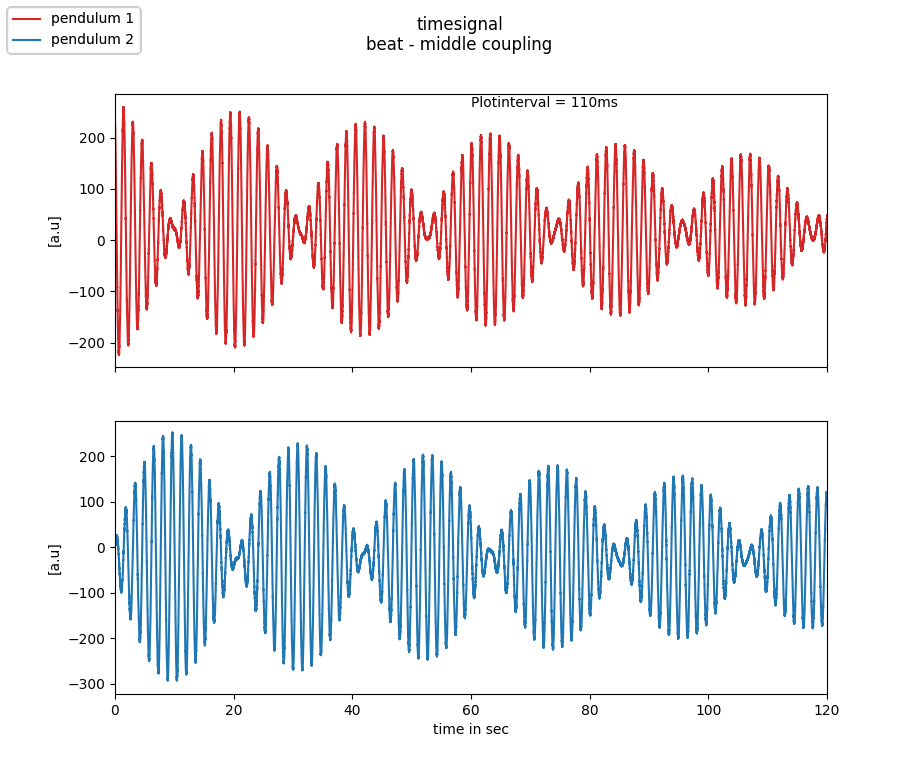 pendulum 1
pendulum 2
timesignal
beat - middle coupling
Plotinterval = 110ms
[a.u]
200
100
0
−100
−200
[a.u]
200
100
0
−100
−200
−300
0 20 40 60 80 100 120
time in sec